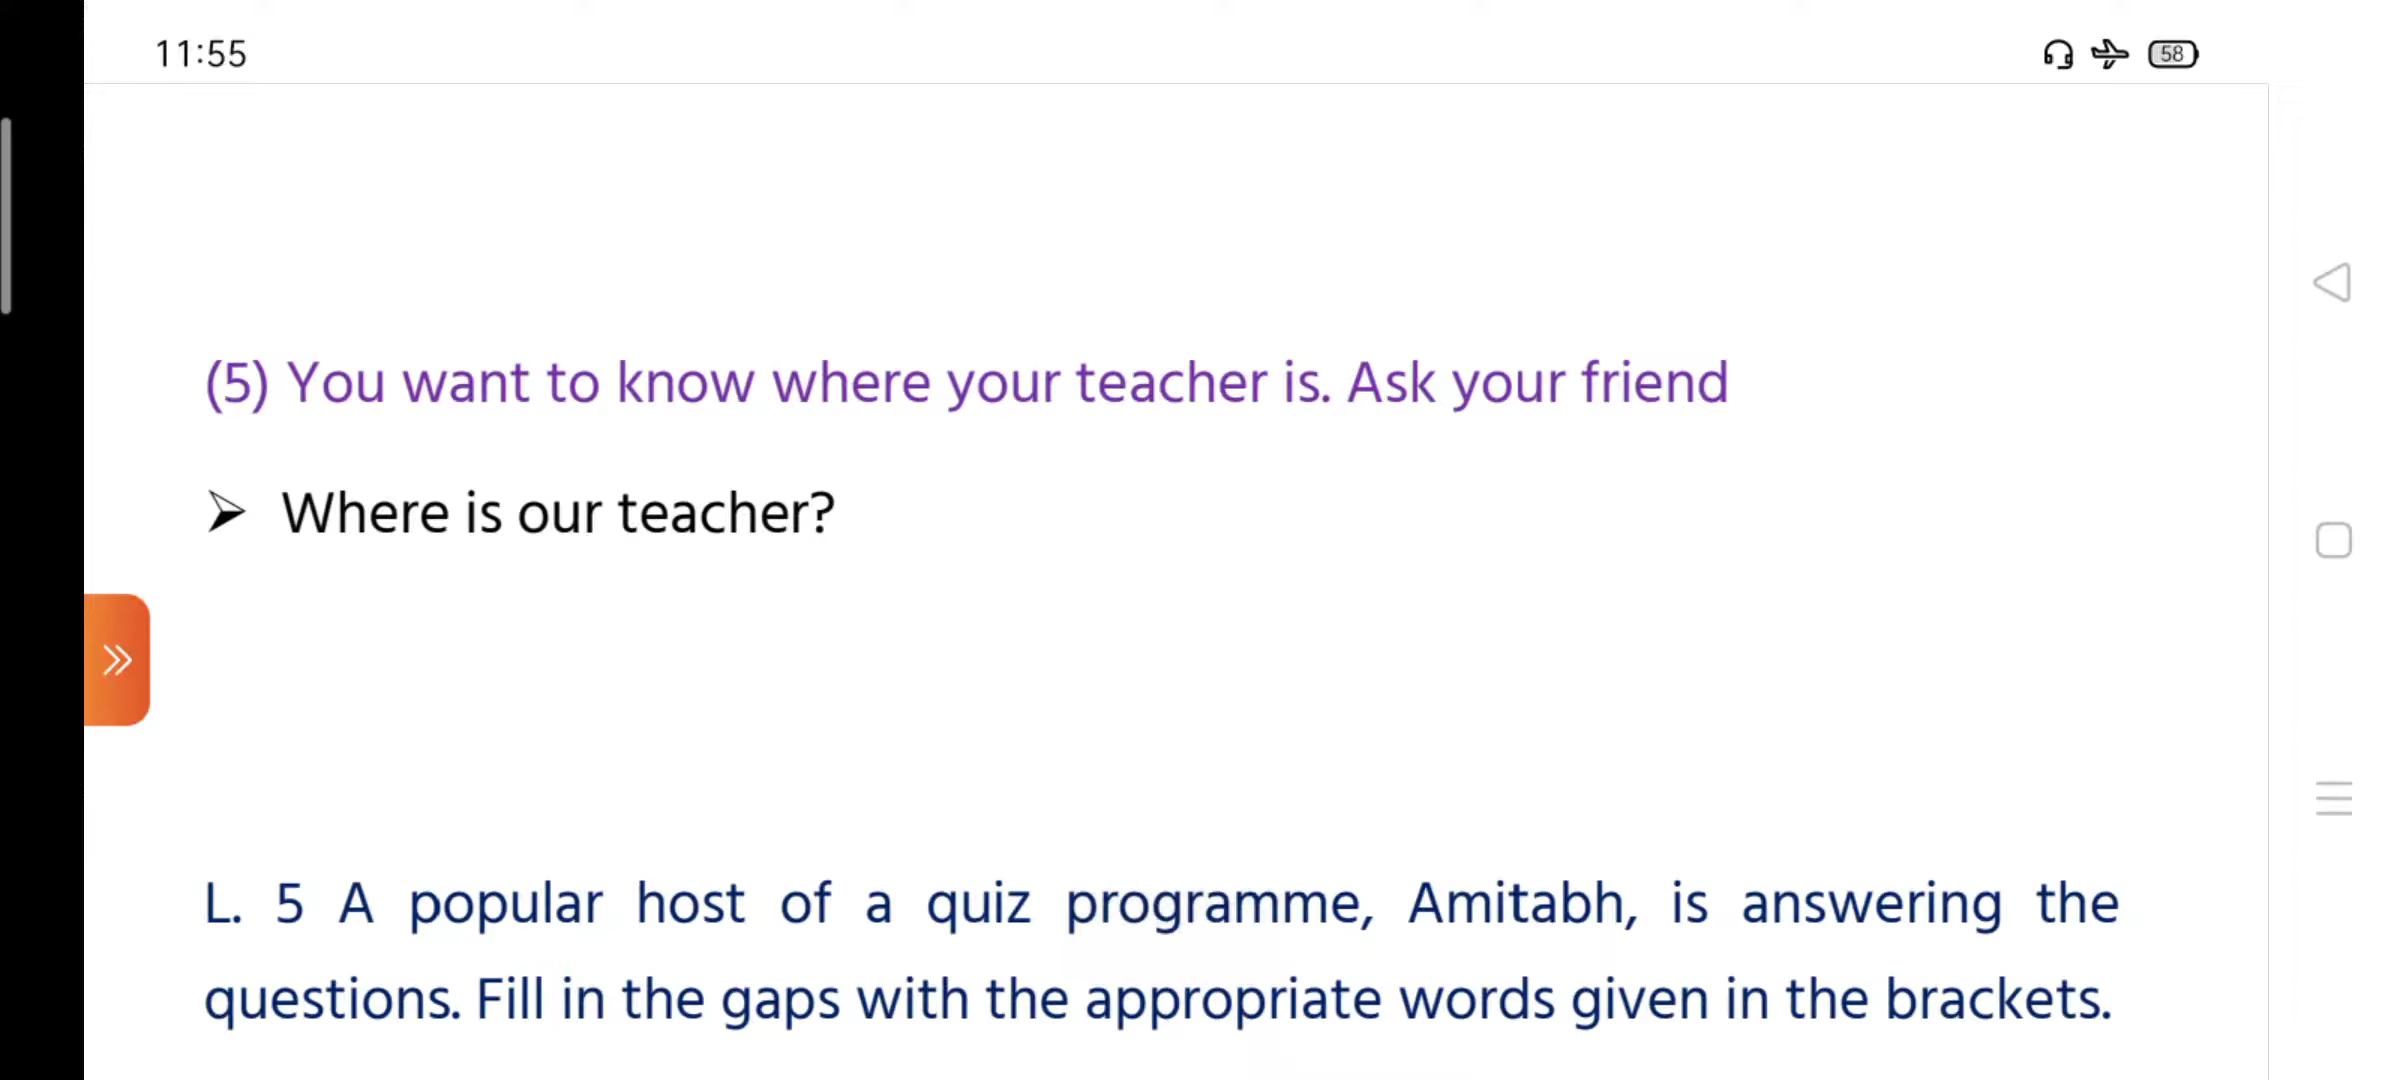 11:55
58
(5) You want to know where your teacher is. Ask your friend
➢ Where is our teacher?
L. 5 A popular host of a quiz programme, Amitabh, is answering the
questions. Fill in the gaps with the appropriate words given in the brackets.